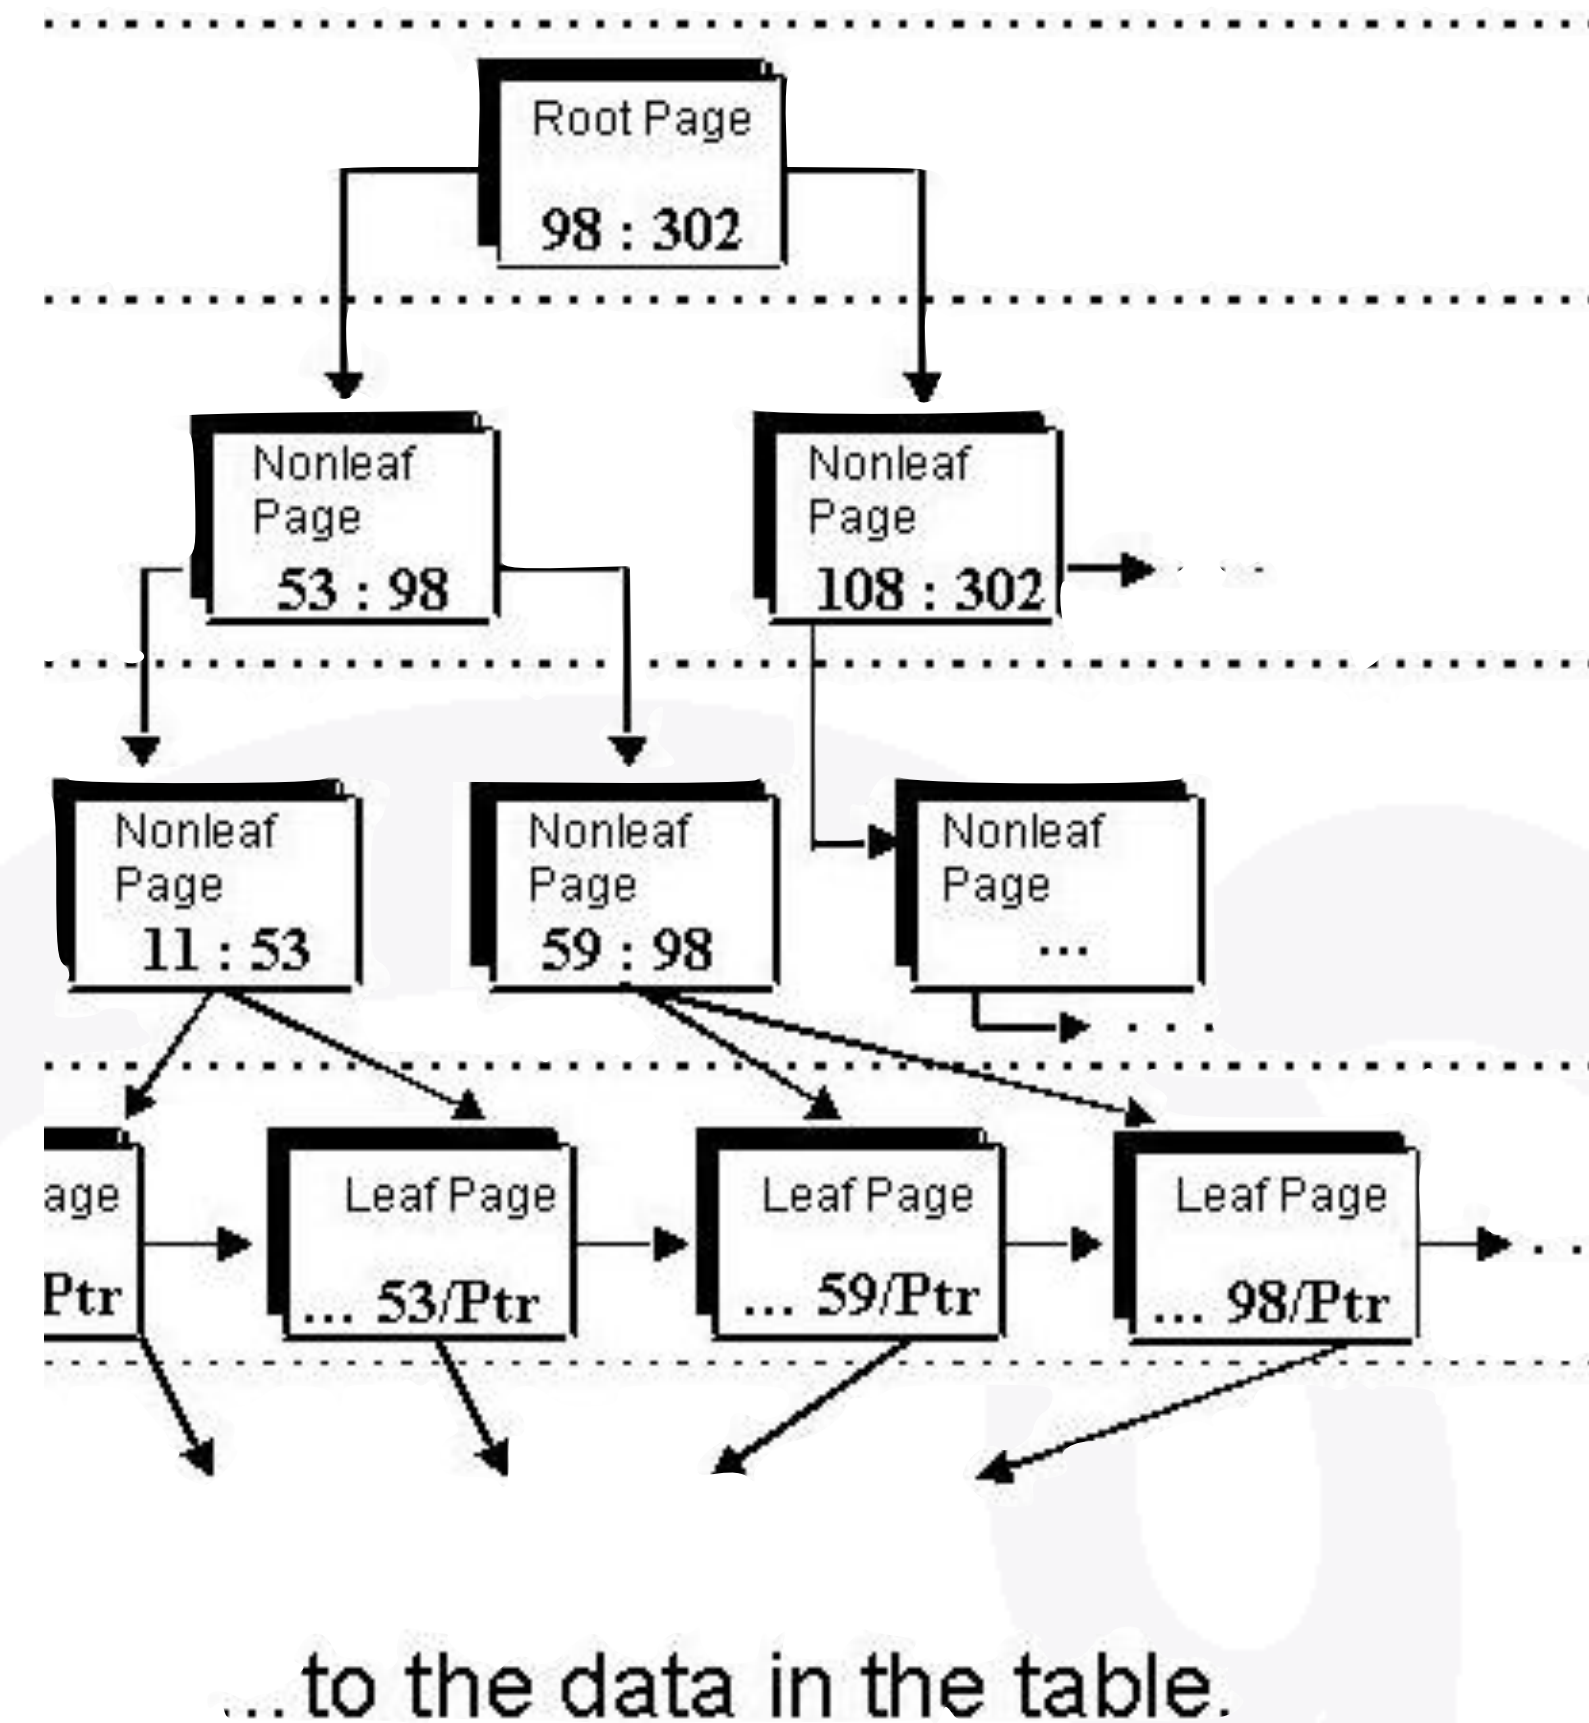 Root Page
98 : 302
Nonleaf
Page
53 : 98
Nonleaf
Page
108 : 302
Nonleaf
Page
11 : 53
Nonleaf
Page
59 : 98
Nonleaf
Page
...
. . .
age
Ptr
Leaf Page
... 53/Ptr
Leaf Page
... 59/Ptr
Leaf Page
... 98/Ptr
. .
...to the data in the table.